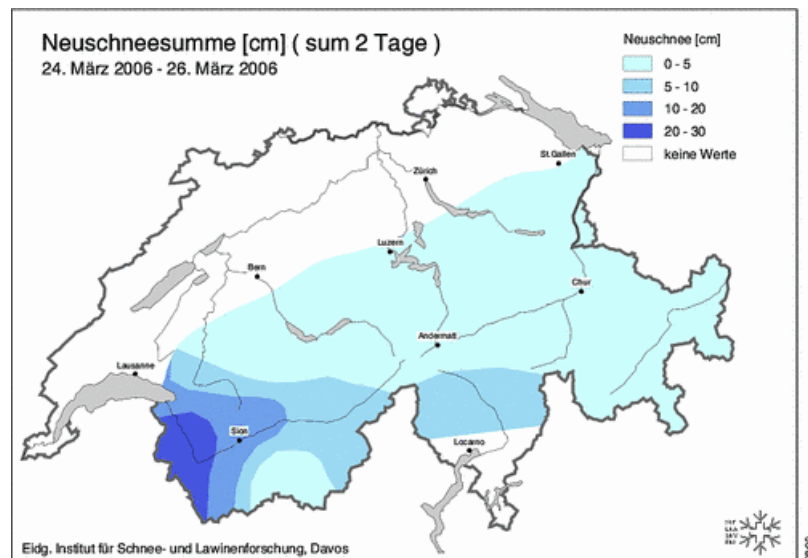 Neuschneesumme [cm] ( sum 2 Tage )
24. März 2006 - 26. März 2006
Neuschnee [cm]
0 - 5
5 - 10
10 - 20
20 - 30
keine Werte
St.Gallen
Zürich
Luzern
Bern
Chur
Andermatt
Lausanne
Sion
Locarno
Eidg. Institut für Schnee- und Lawinenforschung, Davos